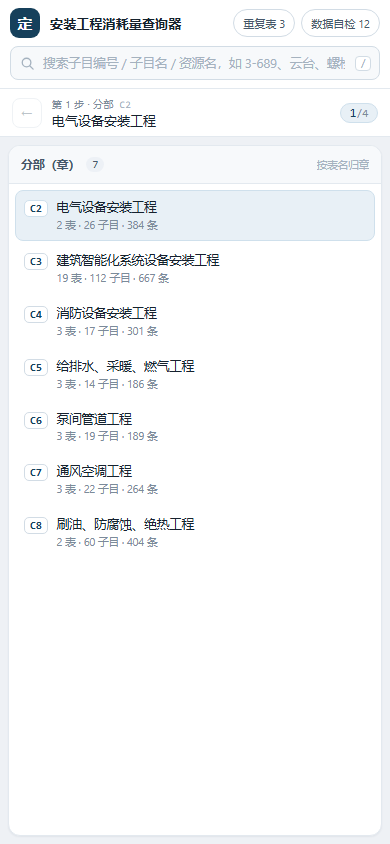 定 安装工程消耗量查询器 重复表 3 数据自检 12
搜索子目编号 / 子目名 / 资源名，如 3-689、云台、螺栓 /
← 第 1 步 · 分部 C2
电气设备安装工程 1/4
分部（章） 7 按表名归章
C2 电气设备安装工程
2 表 · 26 子目 · 384 条
C3 建筑智能化系统设备安装工程
19 表 · 112 子目 · 667 条
C4 消防设备安装工程
3 表 · 17 子目 · 301 条
C5 给排水、采暖、燃气工程
3 表 · 14 子目 · 186 条
C6 泵间管道工程
3 表 · 19 子目 · 189 条
C7 通风空调工程
3 表 · 22 子目 · 264 条
C8 刷油、防腐蚀、绝热工程
2 表 · 60 子目 · 404 条